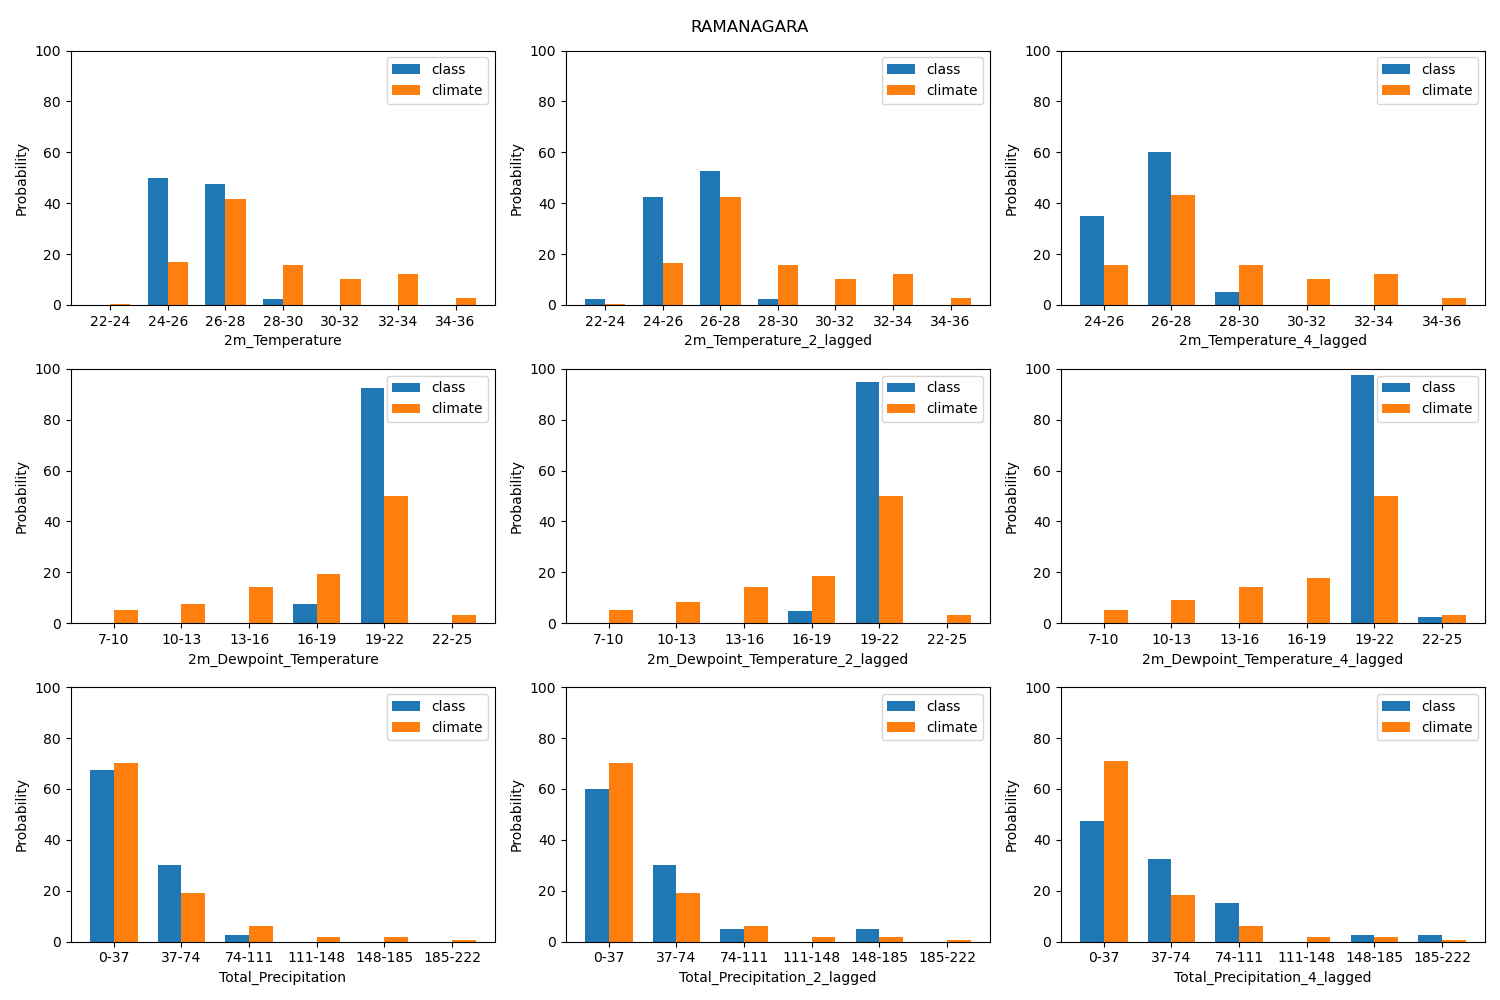 RAMANAGARA
100
80
60
40
20
0
Probability
class
climate
22-24 24-26 26-28 28-30 30-32 32-34 34-36
2m_Temperature
100
80
60
40
20
0
Probability
class
climate
22-24 24-26 26-28 28-30 30-32 32-34 34-36
2m_Temperature_2_lagged
100
80
60
40
20
0
Probability
class
climate
24-26 26-28 28-30 30-32 32-34 34-36
2m_Temperature_4_lagged
100
80
60
40
20
0
Probability
class
climate
7-10 10-13 13-16 16-19 19-22 22-25
2m_Dewpoint_Temperature
100
80
60
40
20
0
Probability
class
climate
7-10 10-13 13-16 16-19 19-22 22-25
2m_Dewpoint_Temperature_2_lagged
100
80
60
40
20
0
Probability
class
climate
7-10 10-13 13-16 16-19 19-22 22-25
2m_Dewpoint_Temperature_4_lagged
100
80
60
40
20
0
Probability
class
climate
0-37 37-74 74-111 111-148 148-185 185-222
Total_Precipitation
100
80
60
40
20
0
Probability
class
climate
0-37 37-74 74-111 111-148 148-185 185-222
Total_Precipitation_2_lagged
100
80
60
40
20
0
Probability
class
climate
0-37 37-74 74-111 111-148 148-185 185-222
Total_Precipitation_4_lagged